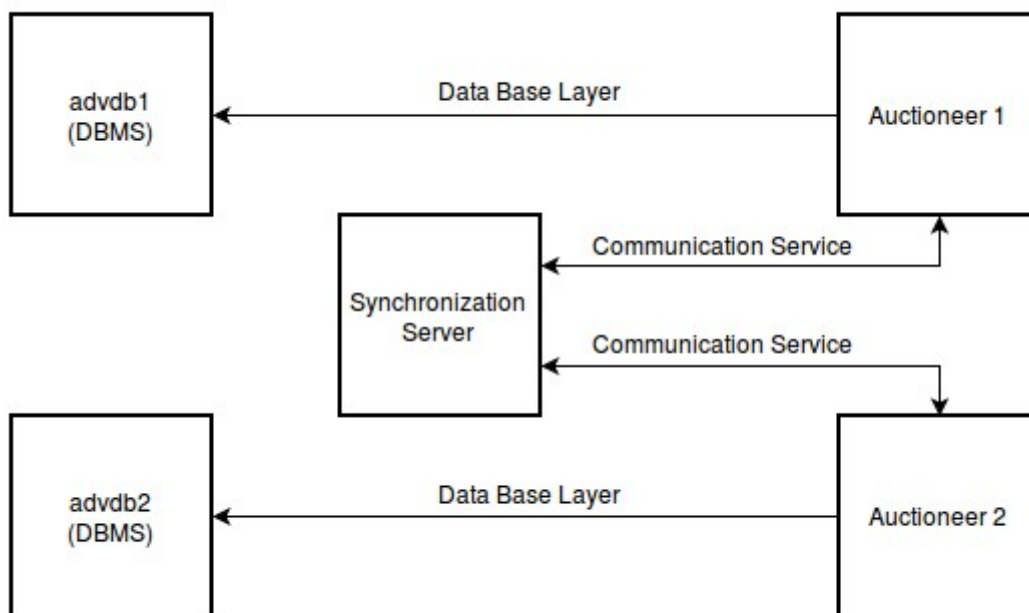 advdb1
(DBMS)
Data Base Layer
Auctioneer 1
Communication Service
Synchronization
Server
Communication Service
advdb2
(DBMS)
Data Base Layer
Auctioneer 2